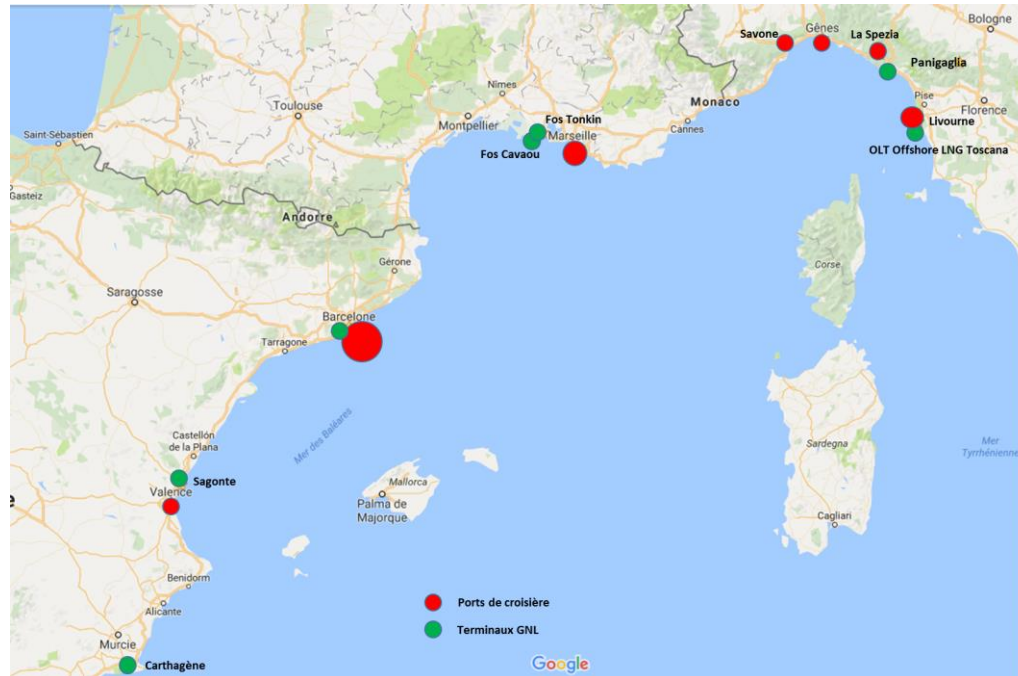 Bologne
Savone
Gênes
La Spezia
Panigaglia
Nîmes
Monaco
Pise
Florence
Toulouse
Montpellier
Fos Tonkin
Marseille
Cannes
Livourne
Saint-Sébastien
Fos Cavaou
OLT Offshore LNG Toscana
Gasteiz
Andorre
Gérone
Corse
Saragosse
Barcelone
Tarragone
Mer des Baléares
Castellón
de la Plana
Sardegna
Mer
Tyrrhénienne
Sagonte
Valence
Mallorca
Palma de
Majorque
e
Cagliari
Benidorm
Alicante
Ports de croisière
Murcie
Terminaux GNL
Carthagène
Google